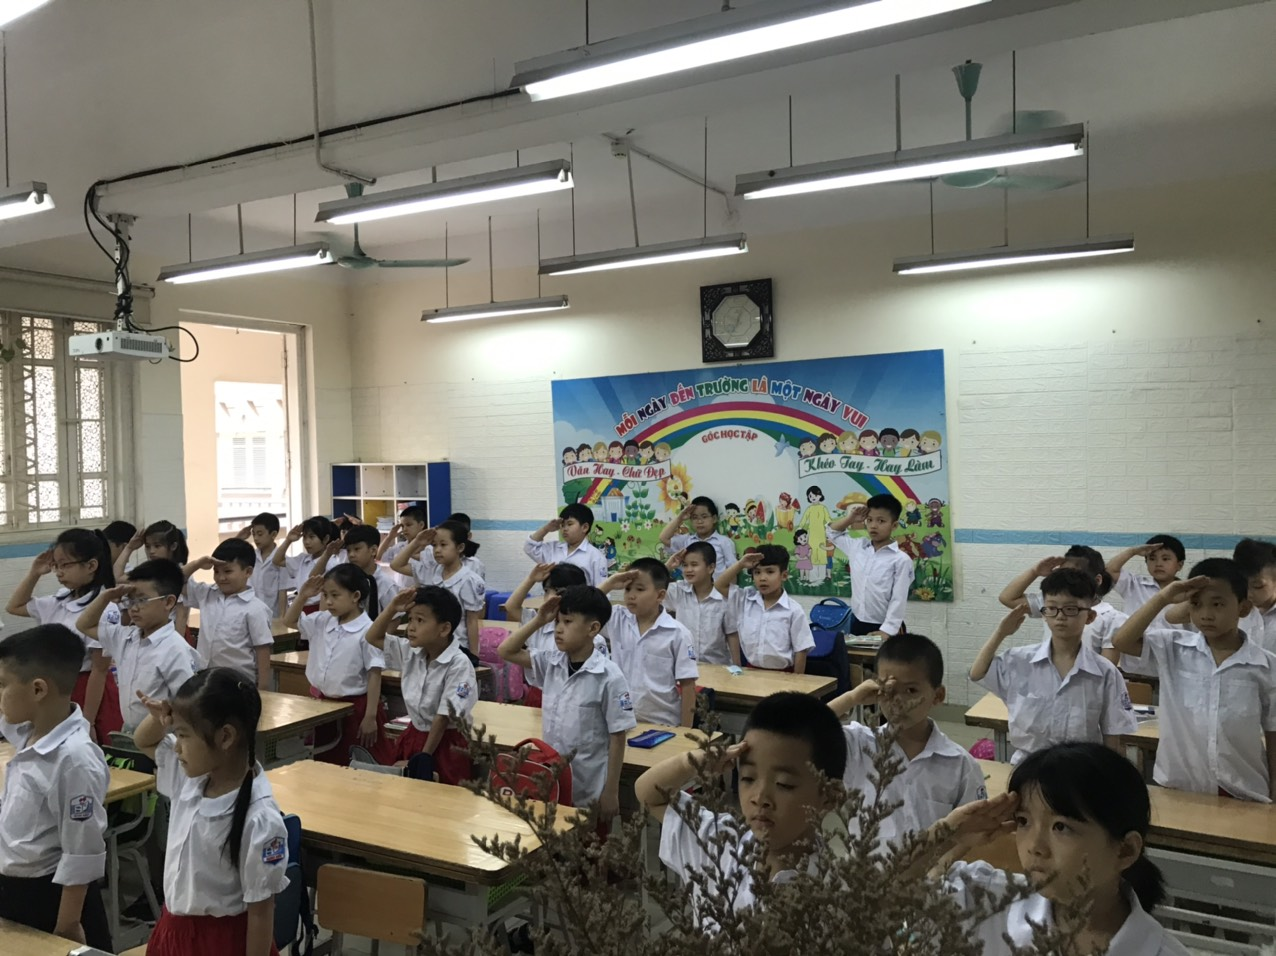 MỖI NGÀY ĐẾN TRƯỜNG LÀ MỘT NGÀY VUI
GÓC HỌC TẬP
Văn Hay - Chữ Đẹp
Khéo Tay - Hay Làm